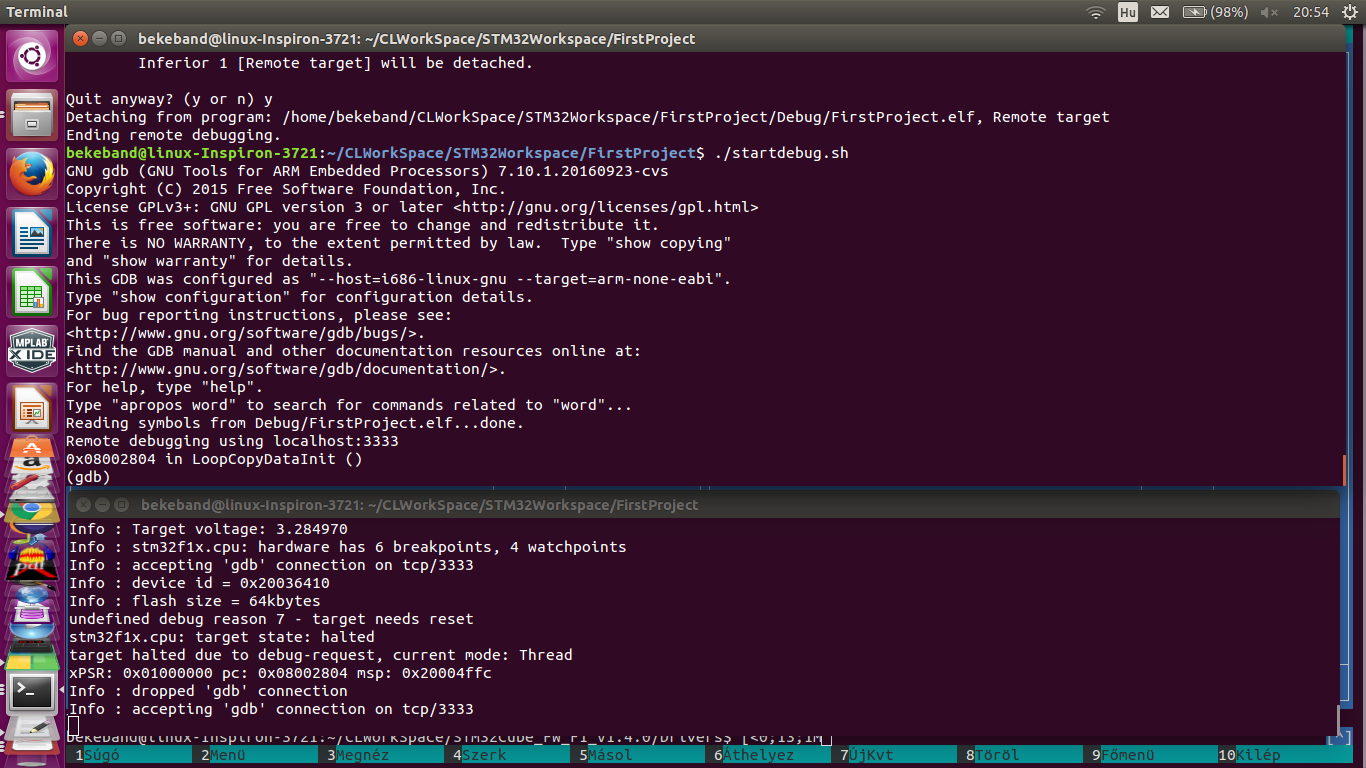 Terminal
Hu
(98%)
20:54
bekeband@linux-Inspiron-3721: ~/CLWorkSpace/STM32Workspace/FirstProject
Inferior 1 [Remote target] will be detached.
Quit anyway? (y or n) y
Detaching from program: /home/bekeband/CLWorkSpace/STM32Workspace/FirstProject/Debug/FirstProject.elf, Remote target
Ending remote debugging.
bekeband@linux-Inspiron-3721:~/CLWorkSpace/STM32Workspace/FirstProject$ ./startdebug.sh
GNU gdb (GNU Tools for ARM Embedded Processors) 7.10.1.20160923-cvs
Copyright (C) 2015 Free Software Foundation, Inc.
License GPLv3+: GNU GPL version 3 or later <http://gnu.org/licenses/gpl.html>
This is free software: you are free to change and redistribute it.
There is NO WARRANTY, to the extent permitted by law.  Type "show copying"
and "show warranty" for details.
This GDB was configured as "--host=i686-linux-gnu --target=arm-none-eabi".
Type "show configuration" for configuration details.
For bug reporting instructions, please see:
<http://www.gnu.org/software/gdb/bugs/>.
Find the GDB manual and other documentation resources online at:
<http://www.gnu.org/software/gdb/documentation/>.
For help, type "help".
Type "apropos word" to search for commands related to "word"...
Reading symbols from Debug/FirstProject.elf...done.
Remote debugging using localhost:3333
0x08002804 in LoopCopyDataInit ()
(gdb)
MPLAB
X IDE
bekeband@linux-Inspiron-3721: ~/CLWorkSpace/STM32Workspace/FirstProject
Info : Target voltage: 3.284970
Info : stm32f1x.cpu: hardware has 6 breakpoints, 4 watchpoints
Info : accepting 'gdb' connection on tcp/3333
Info : device id = 0x20036410
Info : flash size = 64kbytes
undefined debug reason 7 - target needs reset
stm32f1x.cpu: target state: halted
target halted due to debug-request, current mode: Thread
xPSR: 0x01000000 pc: 0x08002804 msp: 0x20004ffc
Info : dropped 'gdb' connection
Info : accepting 'gdb' connection on tcp/3333
bekeband@linux-Inspiron-3721: ~/CLWorkSpace/STM32Cube_FW_F1_V1.4.0/Drivers$ [<0;13;1M [^]
1Súgó 2Menü 3Megnéz 4Szerk 5Másol 6Áthelyez 7ÚjKvt 8Töröl 9Főmenü 10Kilép